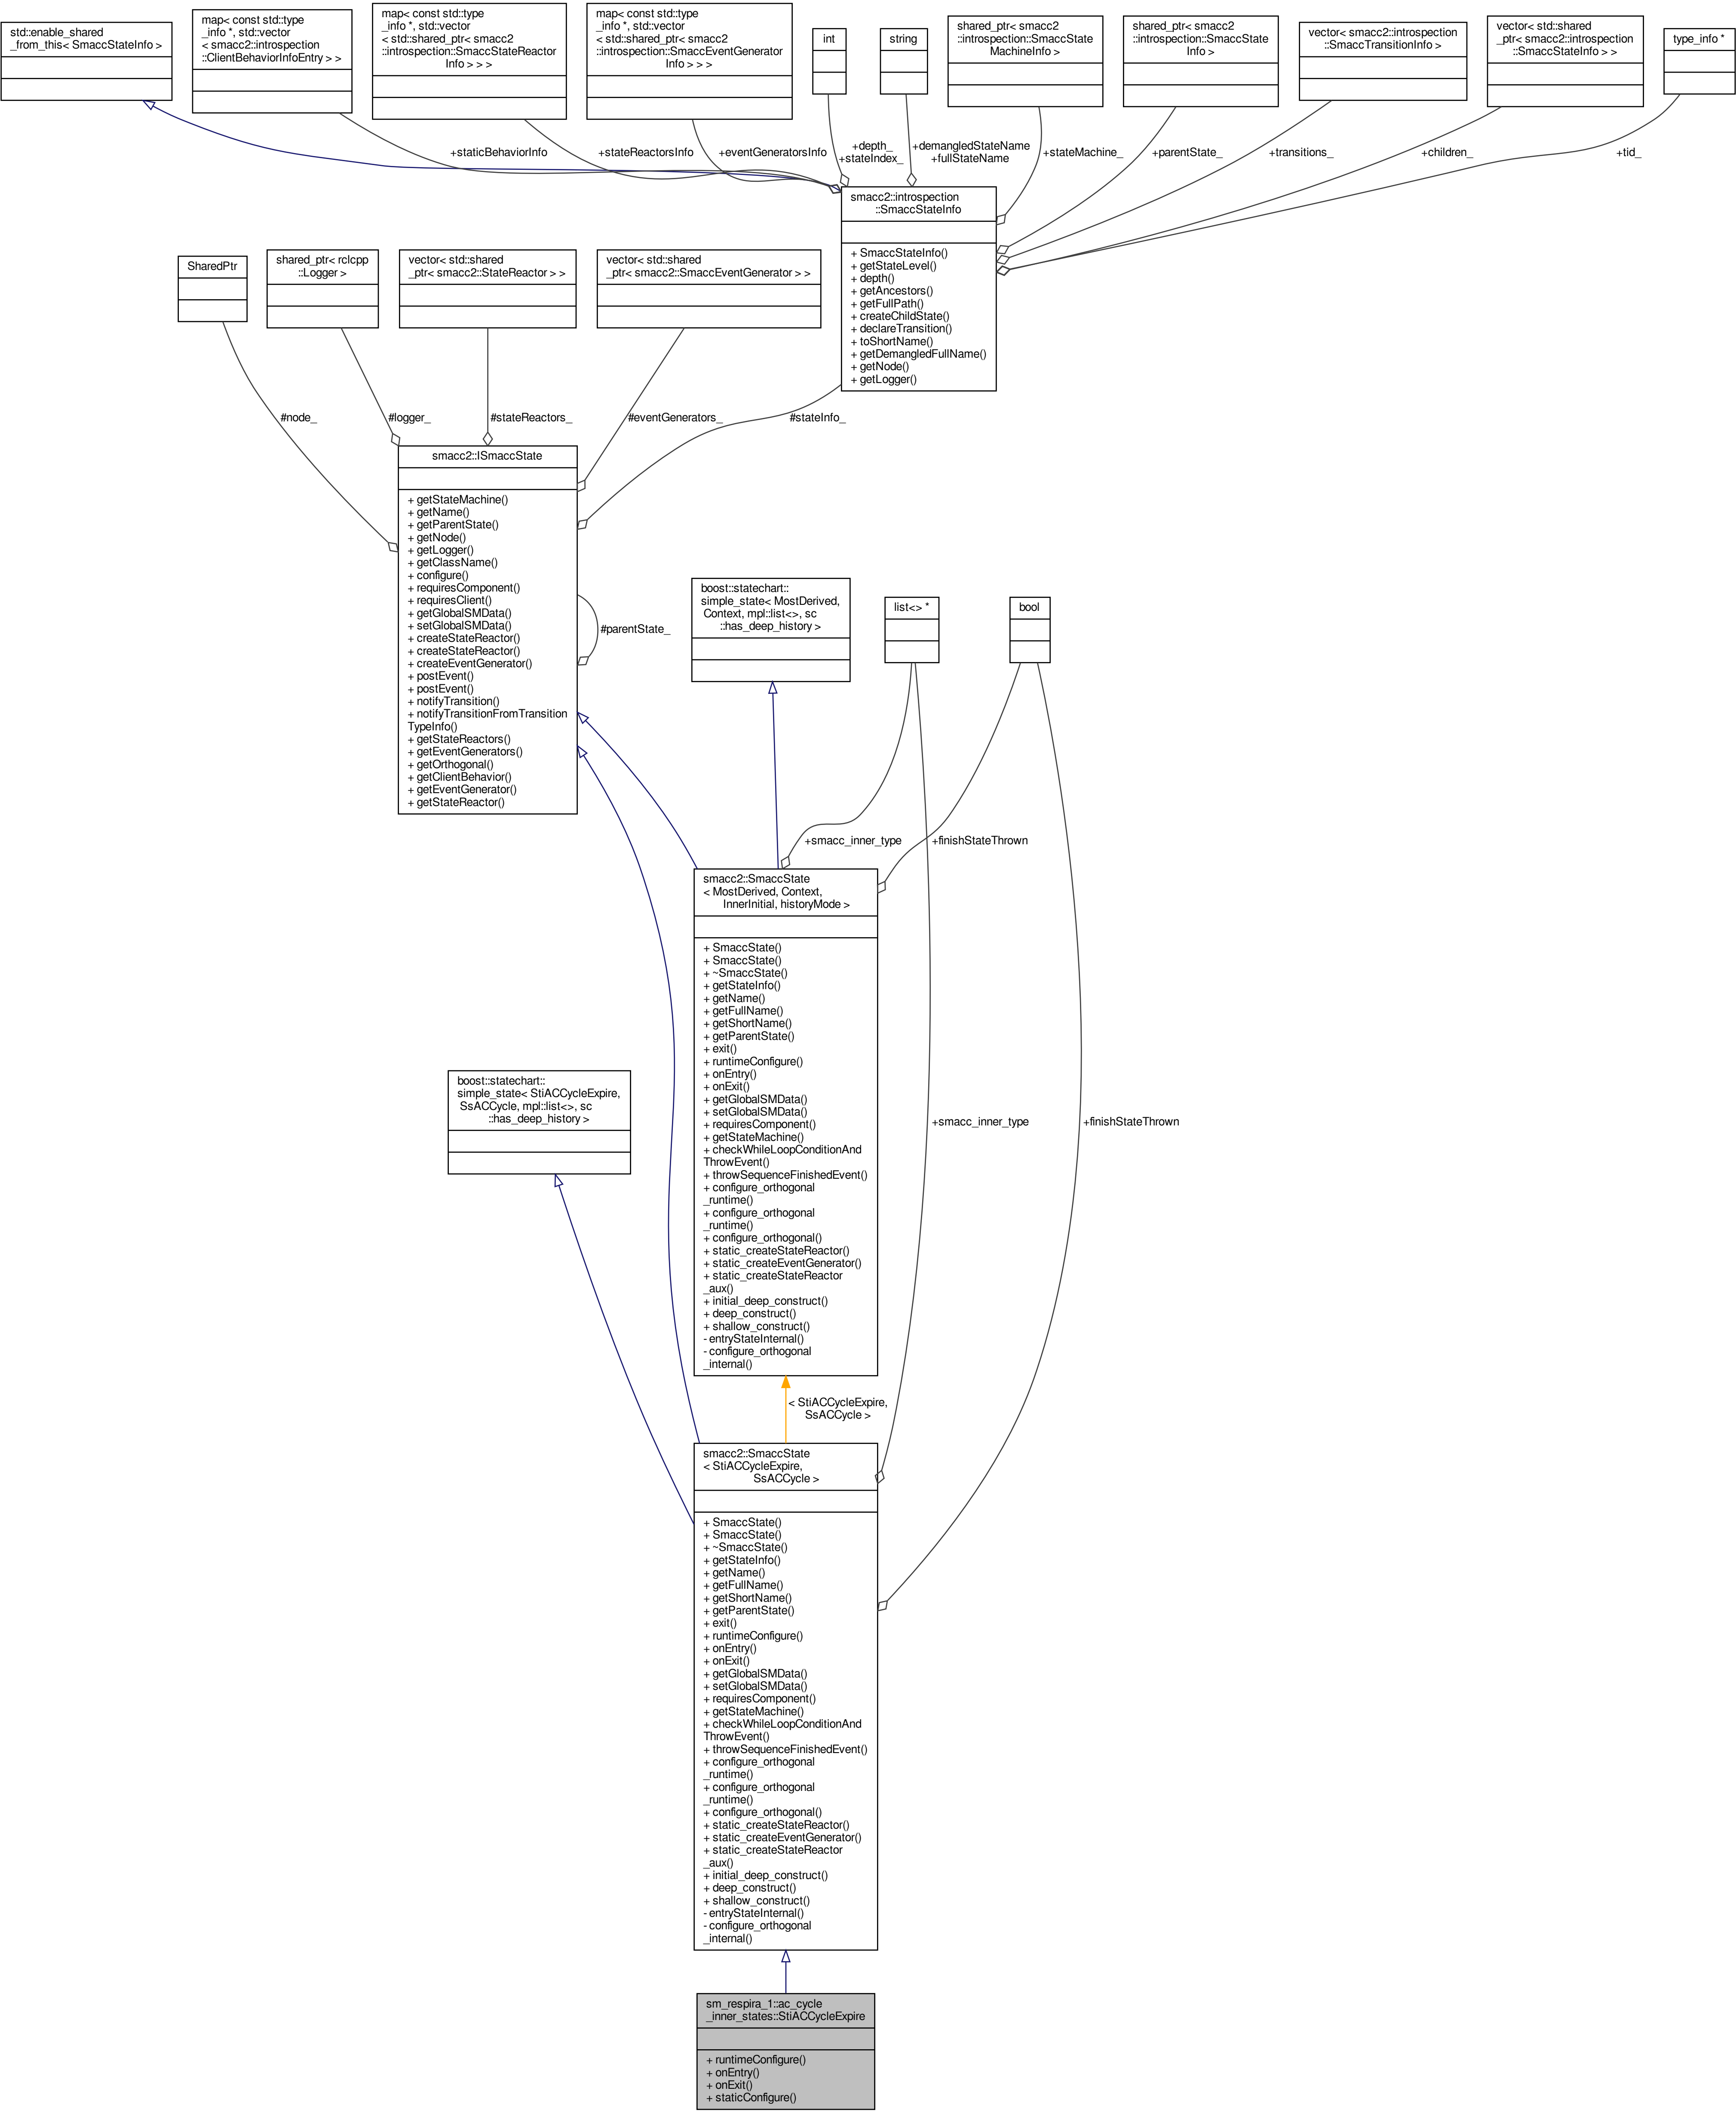 std::enable_shared
_from_this< SmaccStateInfo >
map< const std::type
_info *, std::vector
< smacc2::introspection
::ClientBehaviorInfoEntry > >
map< const std::type
_info *, std::vector
< std::shared_ptr< smacc2
::introspection::SmaccStateReactor
Info > > >
map< const std::type
_info *, std::vector
< std::shared_ptr< smacc2
::introspection::SmaccEventGenerator
Info > > >
int
string
shared_ptr< smacc2
::introspection::SmaccState
MachineInfo >
shared_ptr< smacc2
::introspection::SmaccState
Info >
vector< smacc2::introspection
::SmaccTransitionInfo >
vector< std::shared
_ptr< smacc2::introspection
::SmaccStateInfo > >
type_info *
+staticBehaviorInfo
+stateReactorsInfo
+eventGeneratorsInfo
+depth_
+stateIndex_
+demangledStateName
+fullStateName
+stateMachine_
+parentState_
+transitions_
+children_
+tid_
smacc2::introspection
::SmaccStateInfo
+ SmaccStateInfo()
+ getStateLevel()
+ depth()
+ getAncestors()
+ getFullPath()
+ createChildState()
+ declareTransition()
+ toShortName()
+ getDemangledFullName()
+ getNode()
+ getLogger()
SharedPtr
shared_ptr< rclcpp
::Logger >
vector< std::shared
_ptr< smacc2::StateReactor > >
vector< std::shared
_ptr< smacc2::SmaccEventGenerator > >
#node_
#logger_
#stateReactors_
#eventGenerators_
#stateInfo_
smacc2::ISmaccState
+ getStateMachine()
+ getName()
+ getParentState()
+ getNode()
+ getLogger()
+ getClassName()
+ configure()
+ requiresComponent()
+ requiresClient()
+ getGlobalSMData()
+ setGlobalSMData()
+ createStateReactor()
+ createStateReactor()
+ createEventGenerator()
+ postEvent()
+ postEvent()
+ notifyTransition()
+ notifyTransitionFromTransition
TypeInfo()
+ getStateReactors()
+ getEventGenerators()
+ getOrthogonal()
+ getClientBehavior()
+ getEventGenerator()
+ getStateReactor()
#parentState_
boost::statechart::
simple_state< MostDerived,
Context, mpl::list<>, sc
::has_deep_history >
list<> *
bool
+smacc_inner_type
+finishStateThrown
smacc2::SmaccState
< MostDerived, Context,
InnerInitial, historyMode >
+ SmaccState()
+ SmaccState()
+ ~SmaccState()
+ getStateInfo()
+ getName()
+ getFullName()
+ getShortName()
+ getParentState()
+ exit()
+ runtimeConfigure()
+ onEntry()
+ onExit()
+ getGlobalSMData()
+ setGlobalSMData()
+ requiresComponent()
+ getStateMachine()
+ checkWhileLoopConditionAnd
ThrowEvent()
+ throwSequenceFinishedEvent()
+ configure_orthogonal
_runtime()
+ configure_orthogonal
_runtime()
+ configure_orthogonal()
+ static_createStateReactor()
+ static_createEventGenerator()
+ static_createStateReactor
_aux()
+ initial_deep_construct()
+ deep_construct()
+ shallow_construct()
- entryStateInternal()
- configure_orthogonal
_internal()
boost::statechart::
simple_state< StiACCycleExpire,
SsACCycle, mpl::list<>, sc
::has_deep_history >
+smacc_inner_type
+finishStateThrown
< StiACCycleExpire,
SsACCycle >
smacc2::SmaccState
< StiACCycleExpire,
SsACCycle >
+ SmaccState()
+ SmaccState()
+ ~SmaccState()
+ getStateInfo()
+ getName()
+ getFullName()
+ getShortName()
+ getParentState()
+ exit()
+ runtimeConfigure()
+ onEntry()
+ onExit()
+ getGlobalSMData()
+ setGlobalSMData()
+ requiresComponent()
+ getStateMachine()
+ checkWhileLoopConditionAnd
ThrowEvent()
+ throwSequenceFinishedEvent()
+ configure_orthogonal
_runtime()
+ configure_orthogonal
_runtime()
+ configure_orthogonal()
+ static_createStateReactor()
+ static_createEventGenerator()
+ static_createStateReactor
_aux()
+ initial_deep_construct()
+ deep_construct()
+ shallow_construct()
- entryStateInternal()
- configure_orthogonal
_internal()
sm_respira_1::ac_cycle
_inner_states::StiACCycleExpire
+ runtimeConfigure()
+ onEntry()
+ onExit()
+ staticConfigure()